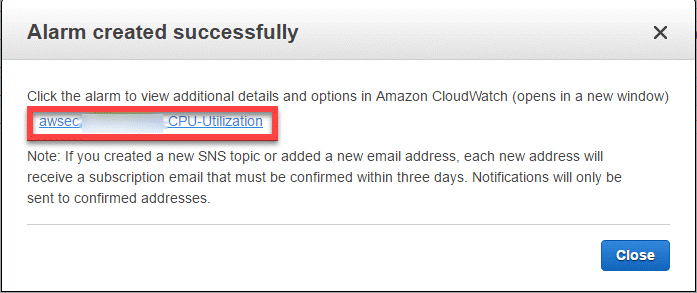 Alarm created successfully
Click the alarm to view additional details and options in Amazon CloudWatch (opens in a new window)
awsec CPU-Utilization
Note: If you created a new SNS topic or added a new email address, each new address will
receive a subscription email that must be confirmed within three days. Notifications will only be
sent to confirmed addresses.
Close